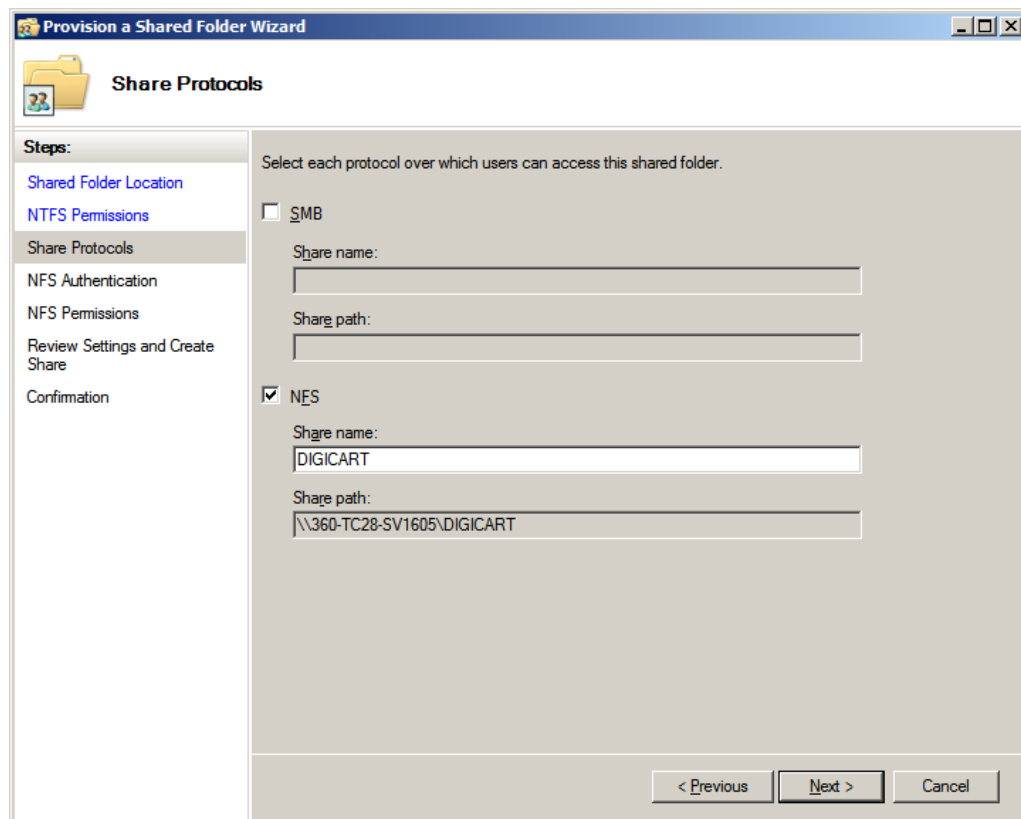 Provision a Shared Folder Wizard
Share Protocols
Steps:
Shared Folder Location
NTFS Permissions
Share Protocols
NFS Authentication
NFS Permissions
Review Settings and Create
Share
Confirmation
Select each protocol over which users can access this shared folder.
SMB
Share name:
Share path:
NFS
Share name:
DIGICART
Share path:
\\360-TC28-SV1605\DIGICART
< Previous
Next >
Cancel